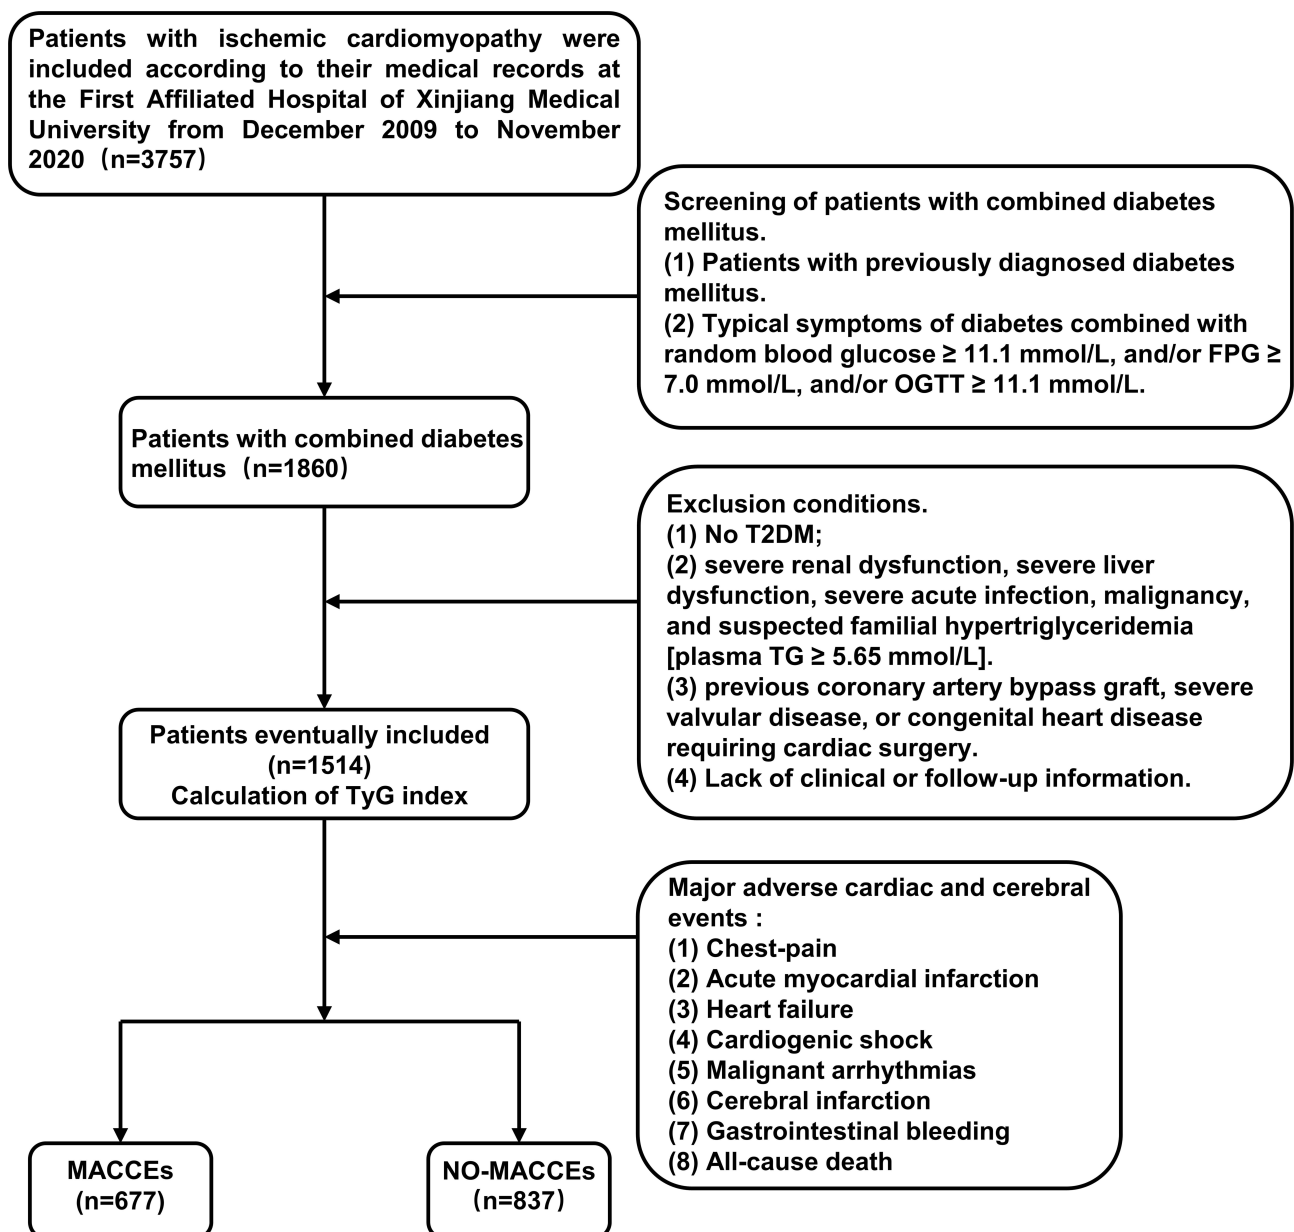 Patients with ischemic cardiomyopathy were
included according to their medical records at
the First Affiliated Hospital of Xinjiang Medical
University from December 2009 to November
2020（n=3757）
Screening of patients with combined diabetes
mellitus.
(1) Patients with previously diagnosed diabetes
mellitus.
(2) Typical symptoms of diabetes combined with
random blood glucose ≥ 11.1 mmol/L, and/or FPG ≥
7.0 mmol/L, and/or OGTT ≥ 11.1 mmol/L.
Patients with combined diabetes
mellitus（n=1860）
Exclusion conditions.
(1) No T2DM;
(2) severe renal dysfunction, severe liver
dysfunction, severe acute infection, malignancy,
and suspected familial hypertriglyceridemia
[plasma TG ≥ 5.65 mmol/L].
(3) previous coronary artery bypass graft, severe
valvular disease, or congenital heart disease
requiring cardiac surgery.
(4) Lack of clinical or follow-up information.
Patients eventually included
(n=1514)
Calculation of TyG index
Major adverse cardiac and cerebral
events :
(1) Chest-pain
(2) Acute myocardial infarction
(3) Heart failure
(4) Cardiogenic shock
(5) Malignant arrhythmias
(6) Cerebral infarction
(7) Gastrointestinal bleeding
(8) All-cause death
MACCEs
(n=677)
NO-MACCEs
（n=837）